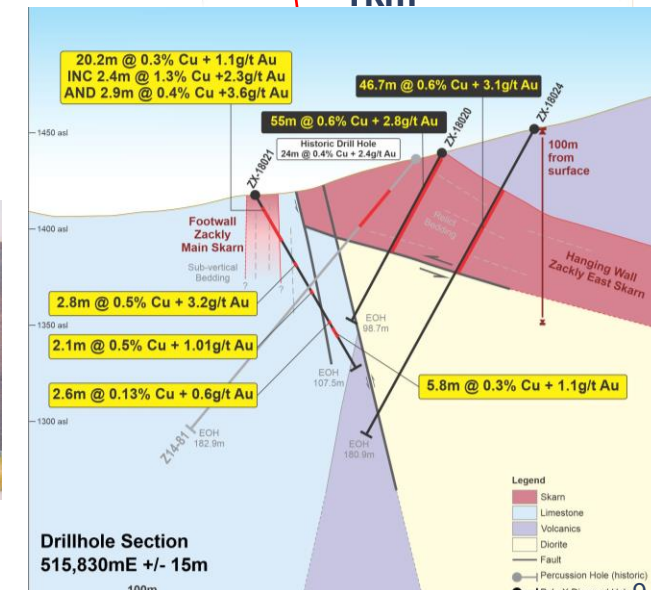 1km
20.2m @ 0.3% Cu + 1.1g/t Au
INC 2.4m @ 1.3% Cu +2.3g/t Au
AND 2.9m @ 0.4% Cu +3.6g/t Au
46.7m @ 0.6% Cu + 3.1g/t Au
55m @ 0.6% Cu + 2.8g/t Au
Historic Drill Hole
24m @ 0.4% Cu + 2.4g/t Au
ZX-18021
ZX-18020
ZX-18024
1450 asl
1400 asl
1350 asl
1300 asl
100m
from
surface
Footwall
Zackly
Main Skarn
Sub-vertical
Bedding
?
?
Relict
Bedding
Hanging Wall
Zackly East Skarn
2.8m @ 0.5% Cu + 3.2g/t Au
2.1m @ 0.5% Cu + 1.01g/t Au
2.6m @ 0.13% Cu + 0.6g/t Au
5.8m @ 0.3% Cu + 1.1g/t Au
EOH
98.7m
EOH
107.5m
EOH
180.9m
Z14-81
EOH
182.9m
Drillhole Section
515,830mE +/- 15m
100m
Legend
Skarn
Limestone
Volcanics
Diorite
Fault
Percussion Hole (historic)
9